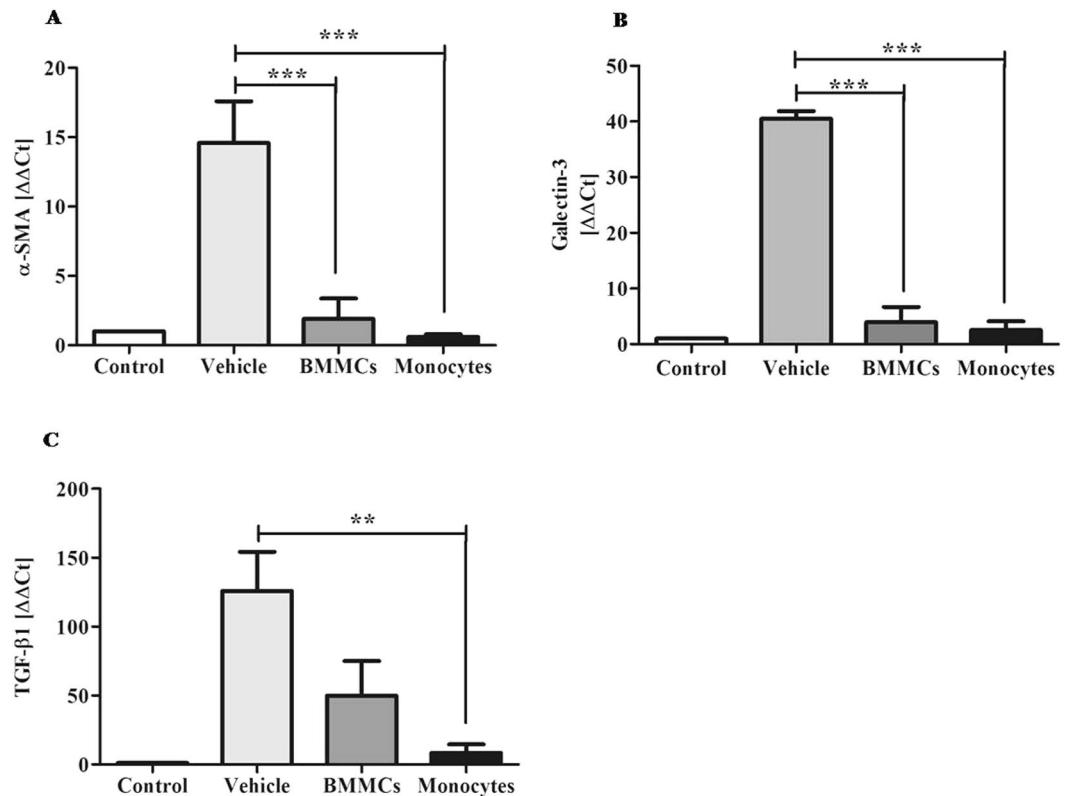 A
α-SMA [ΔΔCt]
20
15
10
5
0
***
***
Control Vehicle BMMCs Monocytes
B
Galectin-3
[ΔΔCt]
50
40
30
20
10
0
***
***
Control Vehicle BMMCs Monocytes
C
TGF-β1 [ΔΔCt]
200
150
100
50
0
**
Control Vehicle BMMCs Monocytes